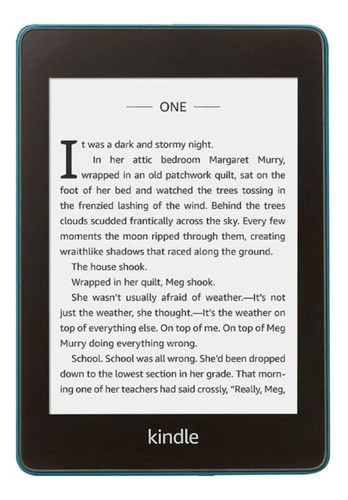 ONE
It was a dark and stormy night.
In her attic bedroom Margaret Murry,
wrapped in an old patchwork quilt, sat on the
foot of her bed and watched the trees tossing in
the frenzied lashing of the wind. Behind the trees
clouds scudded frantically across the sky. Every few
moments the moon ripped through them, creating
wraithlike shadows that raced along the ground.
The house shook.
Wrapped in her quilt, Meg shook.
She wasn't usually afraid of weather.—It's not
just the weather, she thought.—It's the weather on
top of everything else. On top of me. On top of Meg
Murry doing everything wrong.
School. School was all wrong. She'd been dropped
down to the lowest section in her grade. That morn-
ing one of her teachers had said crossly, “Really, Meg,
kindle